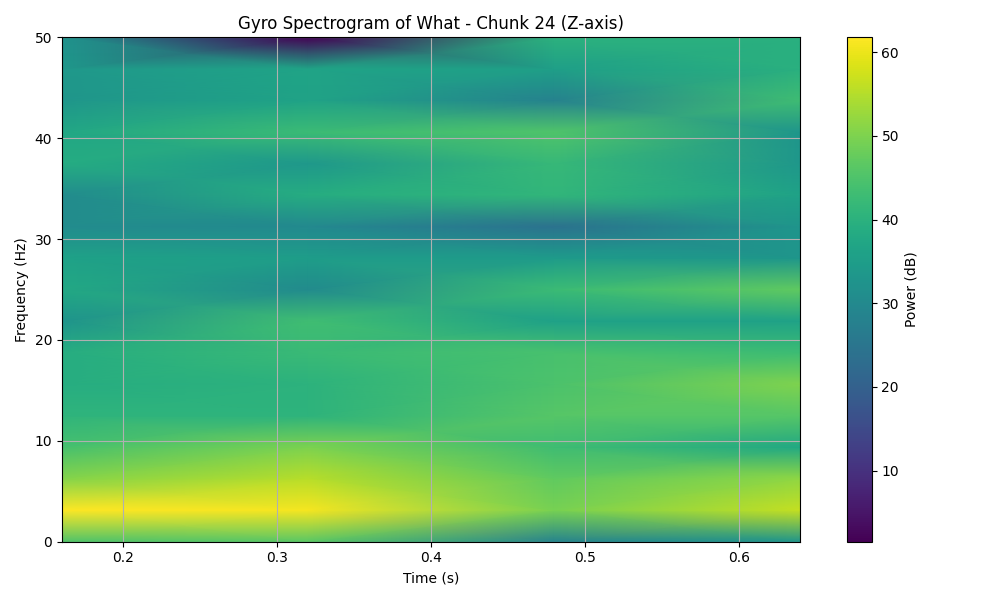 Gyro Spectrogram of What - Chunk 24 (Z-axis)
50
40
30
20
10
0
Frequency (Hz)
0.2 0.3 0.4 0.5 0.6
Time (s)
60
50
40
30
20
10
Power (dB)